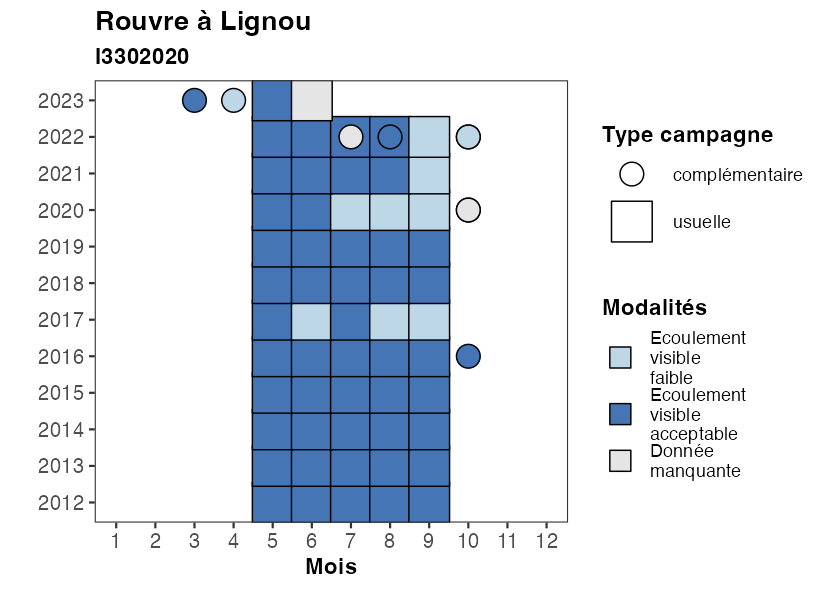 Rouvre à Lignou
I3302020
2023
2022
2021
2020
2019
2018
2017
2016
2015
2014
2013
2012
1 2 3 4 5 6 7 8 9 10 11 12
Mois
Type campagne
complémentaire
usuelle
Modalités
Ecoulement
visible
faible
Ecoulement
visible
acceptable
Donnée
manquante